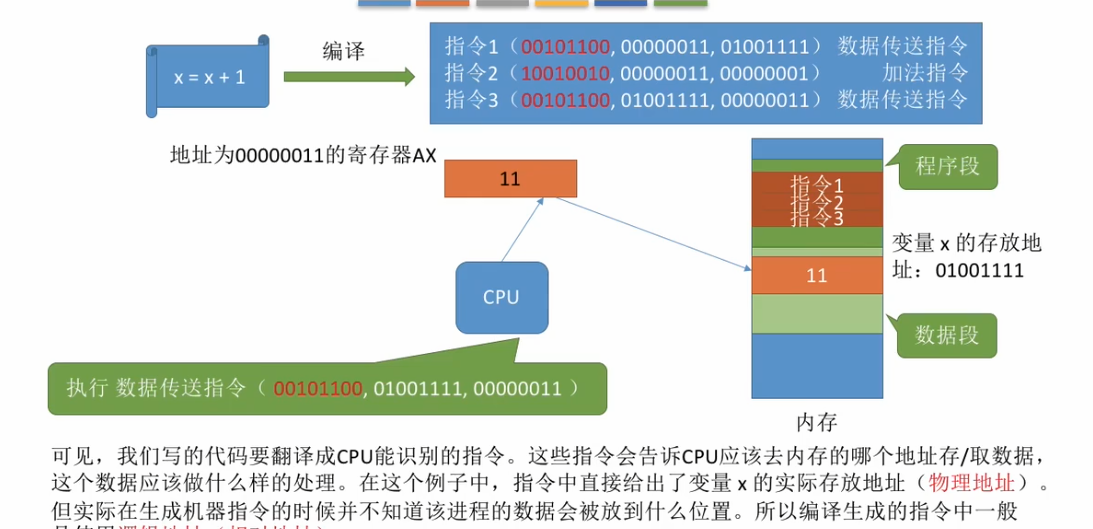 x = x + 1
编译
指令1（00101100, 00000011, 01001111） 数据传送指令
指令2（10010010, 00000011, 00000001） 加法指令
指令3（00101100, 01001111, 00000011） 数据传送指令
地址为00000011的寄存器AX
11
程序段
指令1
指令2
指令3
变量 x 的存放地
址：01001111
11
CPU
数据段
执行 数据传送指令（ 00101100, 01001111, 00000011 ）
内存
可见，我们写的代码要翻译成CPU能识别的指令。这些指令会告诉CPU应该去内存的哪个地址存/取数据，
这个数据应该做什么样的处理。在这个例子中，指令中直接给出了变量 x 的实际存放地址（物理地址）。
但实际在生成机器指令的时候并不知道该进程的数据会被放到什么位置。所以编译生成的指令中一般